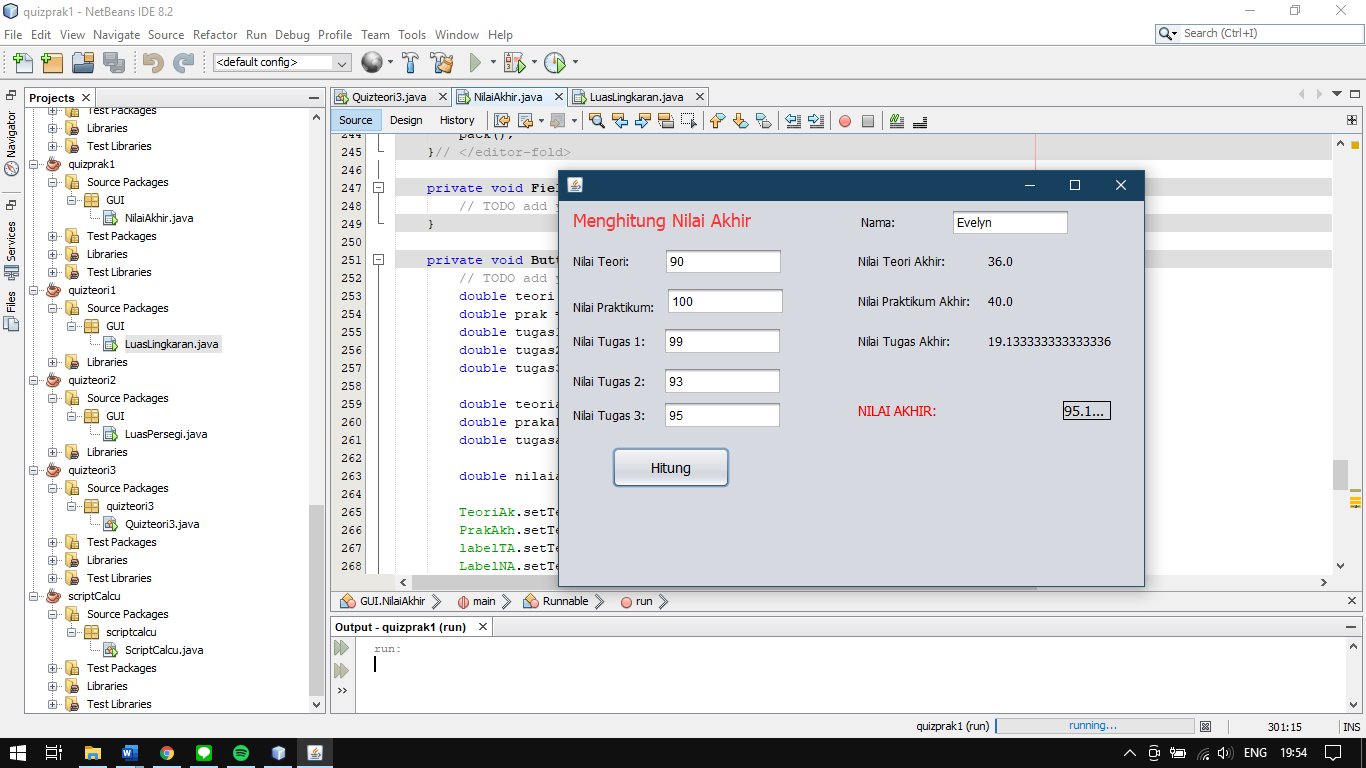 quizprak1 - NetBeans IDE 8.2
File Edit View Navigate Source Refactor Run Debug Profile Team Tools Window Help
Search (Ctrl+I)
<default config>
Projects
Navigator
Services
Files
Test Packages
Libraries
Test Libraries
quizprak1
Source Packages
GUI
NilaiAkhir.java
Test Packages
Libraries
Test Libraries
quizteori1
Source Packages
GUI
LuasLingkaran.java
Libraries
quizteori2
Source Packages
GUI
LuasPersegi.java
Libraries
quizteori3
Source Packages
quizteori3
Quizteori3.java
Test Packages
Libraries
Test Libraries
scriptCalcu
Source Packages
scriptcalcu
ScriptCalcu.java
Test Packages
Libraries
Test Libraries
Quizteori3.java NilaiAkhir.java LuasLingkaran.java
Source Design History
244 pack();
245 }// </editor-fold>
246
247 private void Fiel
248 // TODO add y
249 }
250
251 private void Butt
252 // TODO add y
253 double teori
254 double prak =
255 double tugas1
256 double tugas2
257 double tugas3
258
259 double teoria
260 double praka
261 double tugasa
262
263 double nilaia
264
265 TeoriAk.setTe
266 PrakAkh.setTe
267 labelTA.setTe
268 LabelNA.setTe
Menghitung Nilai Akhir
Nama: Evelyn
Nilai Teori: 90
Nilai Teori Akhir: 36.0
Nilai Praktikum: 100
Nilai Praktikum Akhir: 40.0
Nilai Tugas 1: 99
Nilai Tugas Akhir: 19.133333333333336
Nilai Tugas 2: 93
Nilai Tugas 3: 95
NILAI AKHIR: 95.1...
Hitung
GUI.NilaiAkhir main Runnable run
Output - quizprak1 (run)
run:
quizprak1 (run) running... 301:15 INS
ENG 19:54